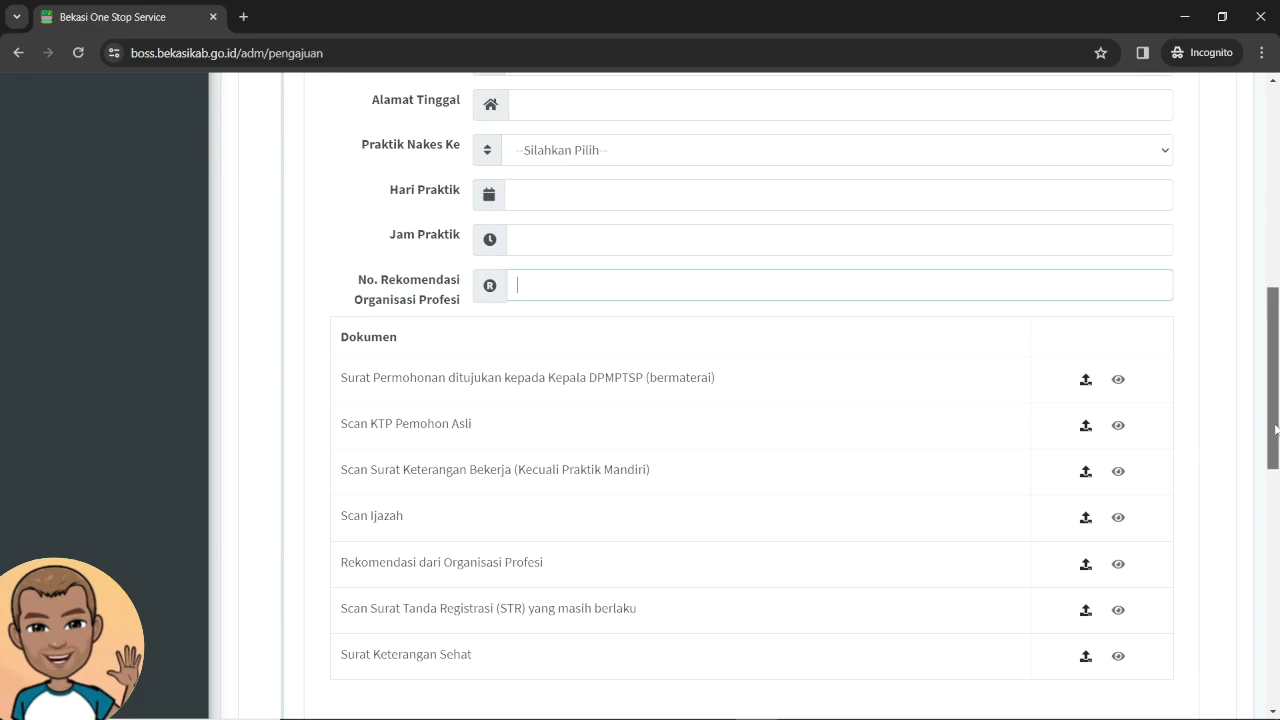 Bekasi One Stop Service
boss.bekasikab.go.id/adm/pengajuan
Incognito
Alamat Tinggal
Praktik Nakes Ke
--Silahkan Pilih--
Hari Praktik
Jam Praktik
No. Rekomendasi
Organisasi Profesi
R
Dokumen
Surat Permohonan ditujukan kepada Kepala DPMPTSP (bermaterai)
Scan KTP Pemohon Asli
Scan Surat Keterangan Bekerja (Kecuali Praktik Mandiri)
Scan Ijazah
Rekomendasi dari Organisasi Profesi
Scan Surat Tanda Registrasi (STR) yang masih berlaku
Surat Keterangan Sehat